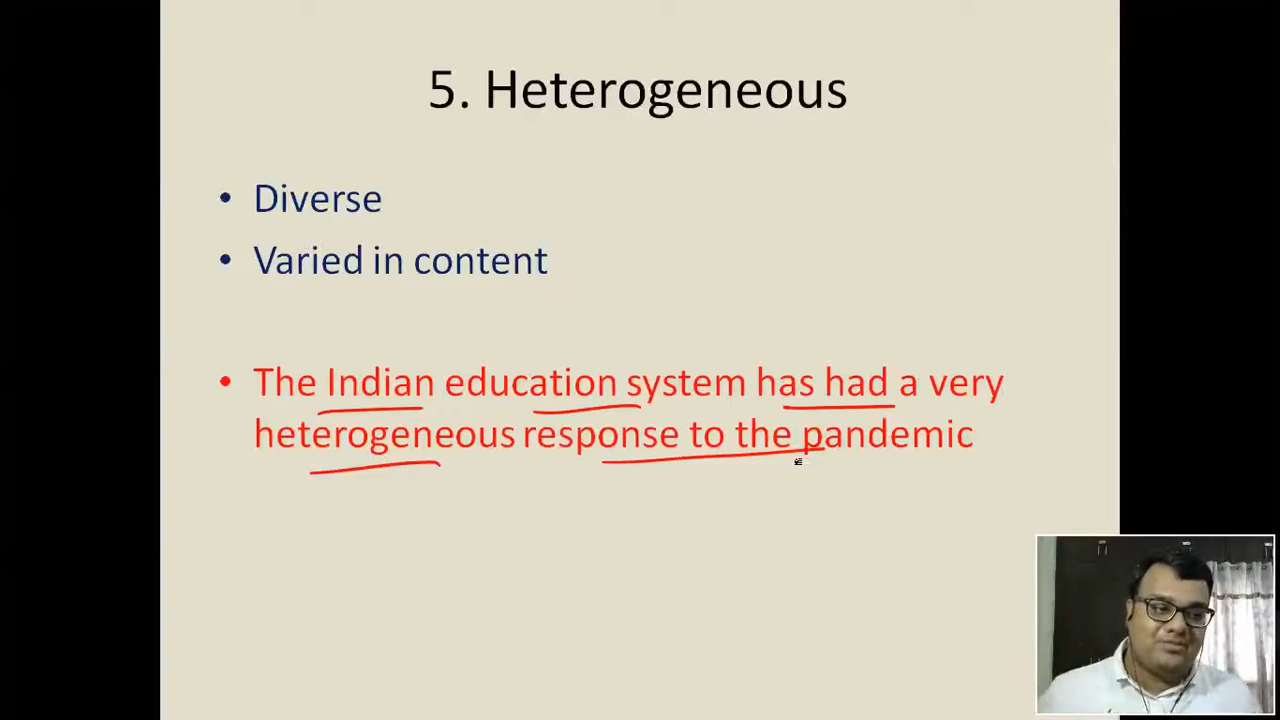 5. Heterogeneous
• Diverse
• Varied in content
• The Indian education system has had a very
heterogeneous response to the pandemic